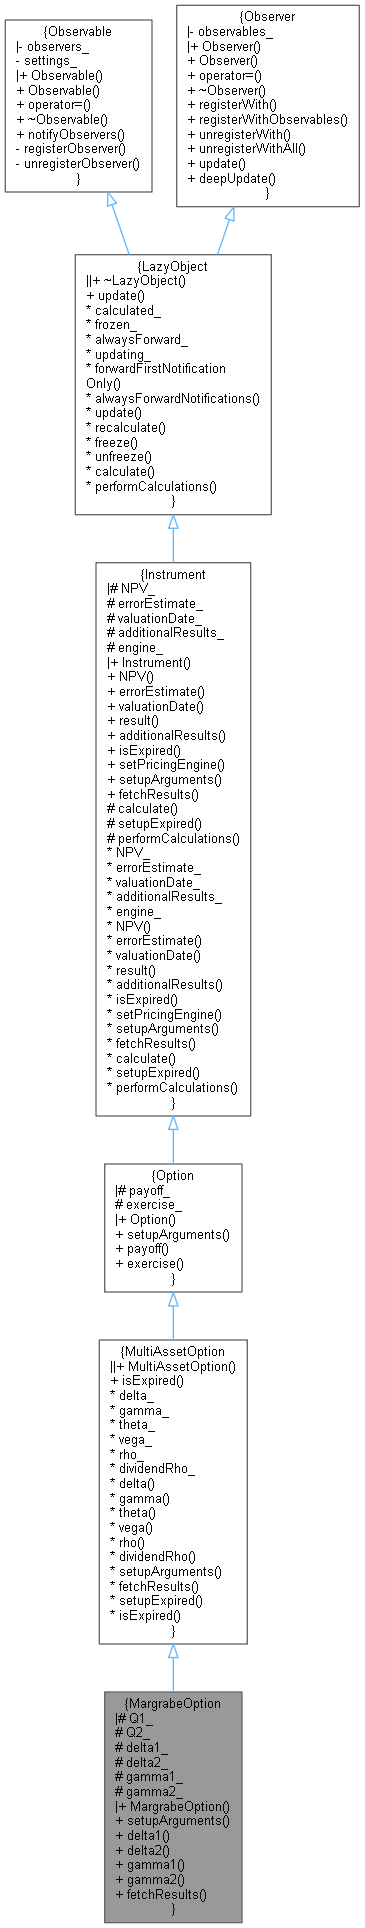 {Observable
|- observers_
- settings_
|+ Observable()
+ Observable()
+ operator=()
+ ~Observable()
+ notifyObservers()
- registerObserver()
- unregisterObserver()
}
{Observer
|- observables_
|+ Observer()
+ Observer()
+ operator=()
+ ~Observer()
+ registerWith()
+ registerWithObservables()
+ unregisterWith()
+ unregisterWithAll()
+ update()
+ deepUpdate()
}
{LazyObject
||+ ~LazyObject()
+ update()
* calculated_
* frozen_
* alwaysForward_
* updating_
* forwardFirstNotification
Only()
* alwaysForwardNotifications()
* update()
* recalculate()
* freeze()
* unfreeze()
* calculate()
* performCalculations()
}
{Instrument
|# NPV_
# errorEstimate_
# valuationDate_
# additionalResults_
# engine_
|+ Instrument()
+ NPV()
+ errorEstimate()
+ valuationDate()
+ result()
+ additionalResults()
+ isExpired()
+ setPricingEngine()
+ setupArguments()
+ fetchResults()
# calculate()
# setupExpired()
# performCalculations()
* NPV_
* errorEstimate_
* valuationDate_
* additionalResults_
* engine_
* NPV()
* errorEstimate()
* valuationDate()
* result()
* additionalResults()
* isExpired()
* setPricingEngine()
* setupArguments()
* fetchResults()
* calculate()
* setupExpired()
* performCalculations()
}
{Option
|# payoff_
# exercise_
|+ Option()
+ setupArguments()
+ payoff()
+ exercise()
}
{MultiAssetOption
||+ MultiAssetOption()
+ isExpired()
* delta_
* gamma_
* theta_
* vega_
* rho_
* dividendRho_
* delta()
* gamma()
* theta()
* vega()
* rho()
* dividendRho()
* setupArguments()
* fetchResults()
* setupExpired()
* isExpired()
}
{MargrabeOption
|# Q1_
# Q2_
# delta1_
# delta2_
# gamma1_
# gamma2_
|+ MargrabeOption()
+ setupArguments()
+ delta1()
+ delta2()
+ gamma1()
+ gamma2()
+ fetchResults()
}